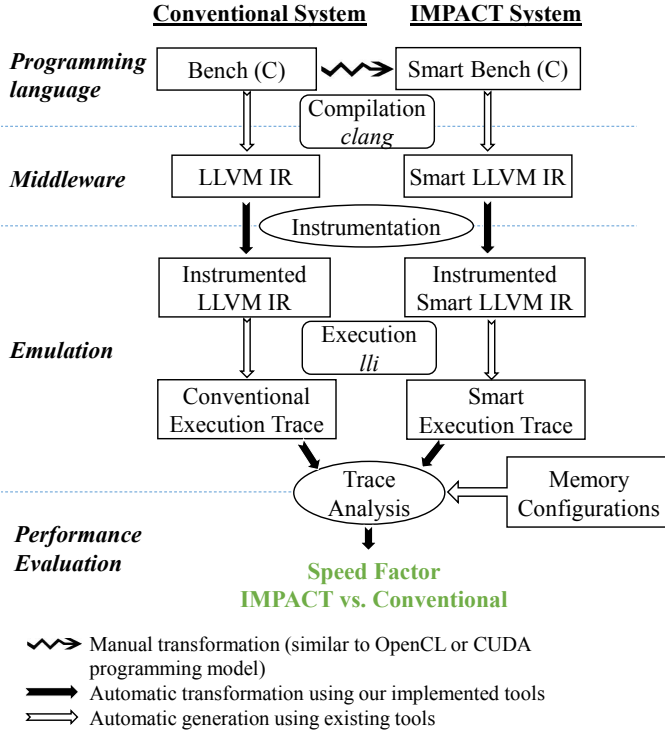 Conventional System IMPACT System
Programming
language
Bench (C)
Smart Bench (C)
Compilation
clang
Middleware
LLVM IR
Smart LLVM IR
Instrumentation
Instrumented
LLVM IR
Instrumented
Smart LLVM IR
Emulation
Execution
lli
Conventional
Execution Trace
Smart
Execution Trace
Trace
Analysis
Memory
Configurations
Performance
Evaluation
Speed Factor
IMPACT vs. Conventional
Manual transformation (similar to OpenCL or CUDA
programming model)
Automatic transformation using our implemented tools
Automatic generation using existing tools